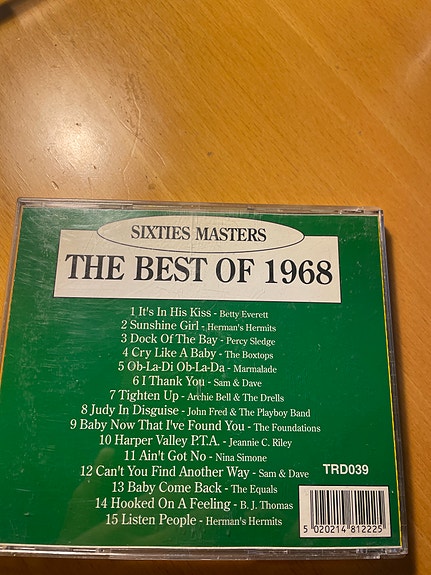 SIXTIES MASTERS
THE BEST OF 1968
1 It's In His Kiss - Betty Everett
2 Sunshine Girl - Herman's Hermits
3 Dock Of The Bay - Percy Sledge
4 Cry Like A Baby - The Boxtops
5 Ob-La-Di Ob-La-Da - Marmalade
6 I Thank You - Sam & Dave
7 Tighten Up - Archie Bell & The Drells
8 Judy In Disguise - John Fred & The Playboy Band
9 Baby Now That I've Found You - The Foundations
10 Harper Valley P.T.A. - Jeannie C. Riley
11 Ain't Got No - Nina Simone
12 Can't You Find Another Way - Sam & Dave
13 Baby Come Back - The Equals
14 Hooked On A Feeling - B. J. Thomas
15 Listen People - Herman's Hermits
TRD039
5 020214 812225